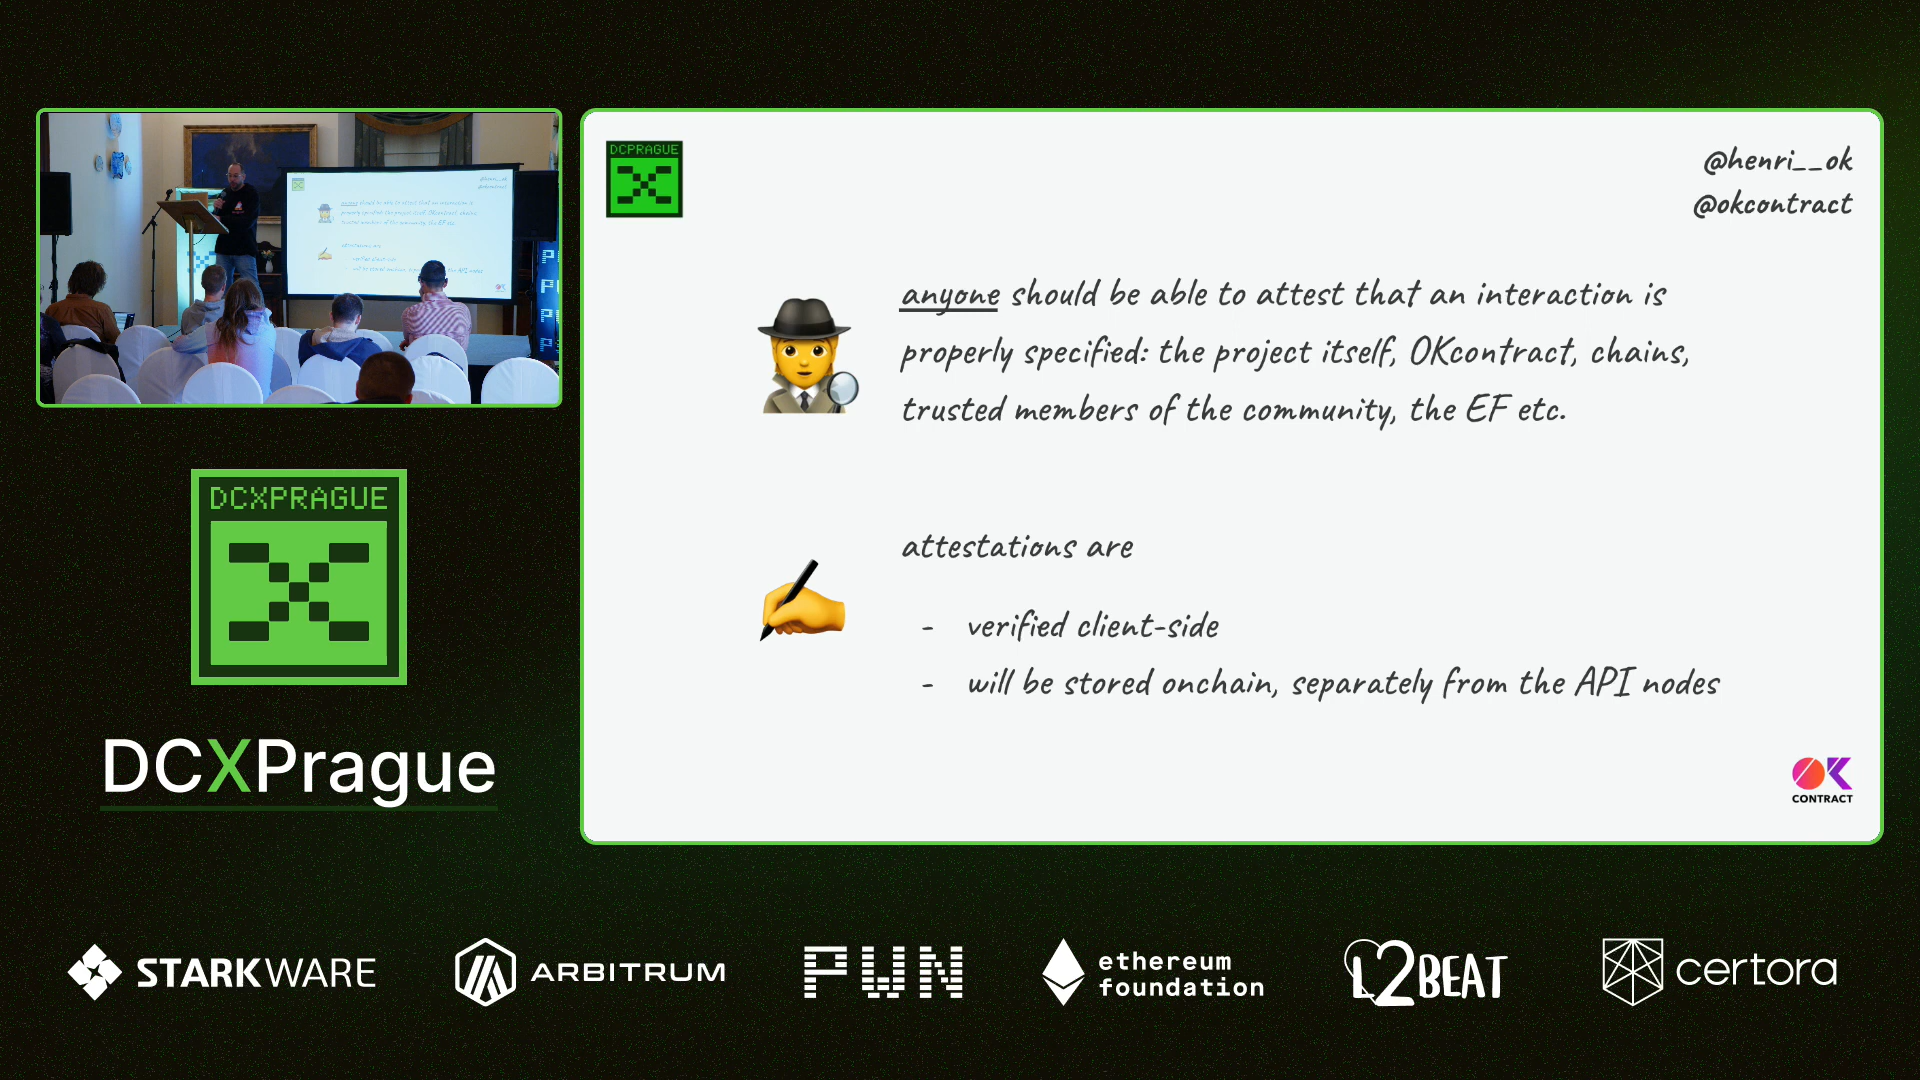 DCPRAGUE
@henri__ok
@okcontract
anyone should be able to attest that an interaction is
properly specified: the project itself, OKcontract, chains,
trusted members of the community, the EF etc.
attestations are
- verified client-side
- will be stored onchain, separately from the API nodes
OK
CONTRACT
DCXPRAGUE
DCXPrague
STARKWARE
ARBITRUM
PWN
ethereum
foundation
L2BEAT
certora